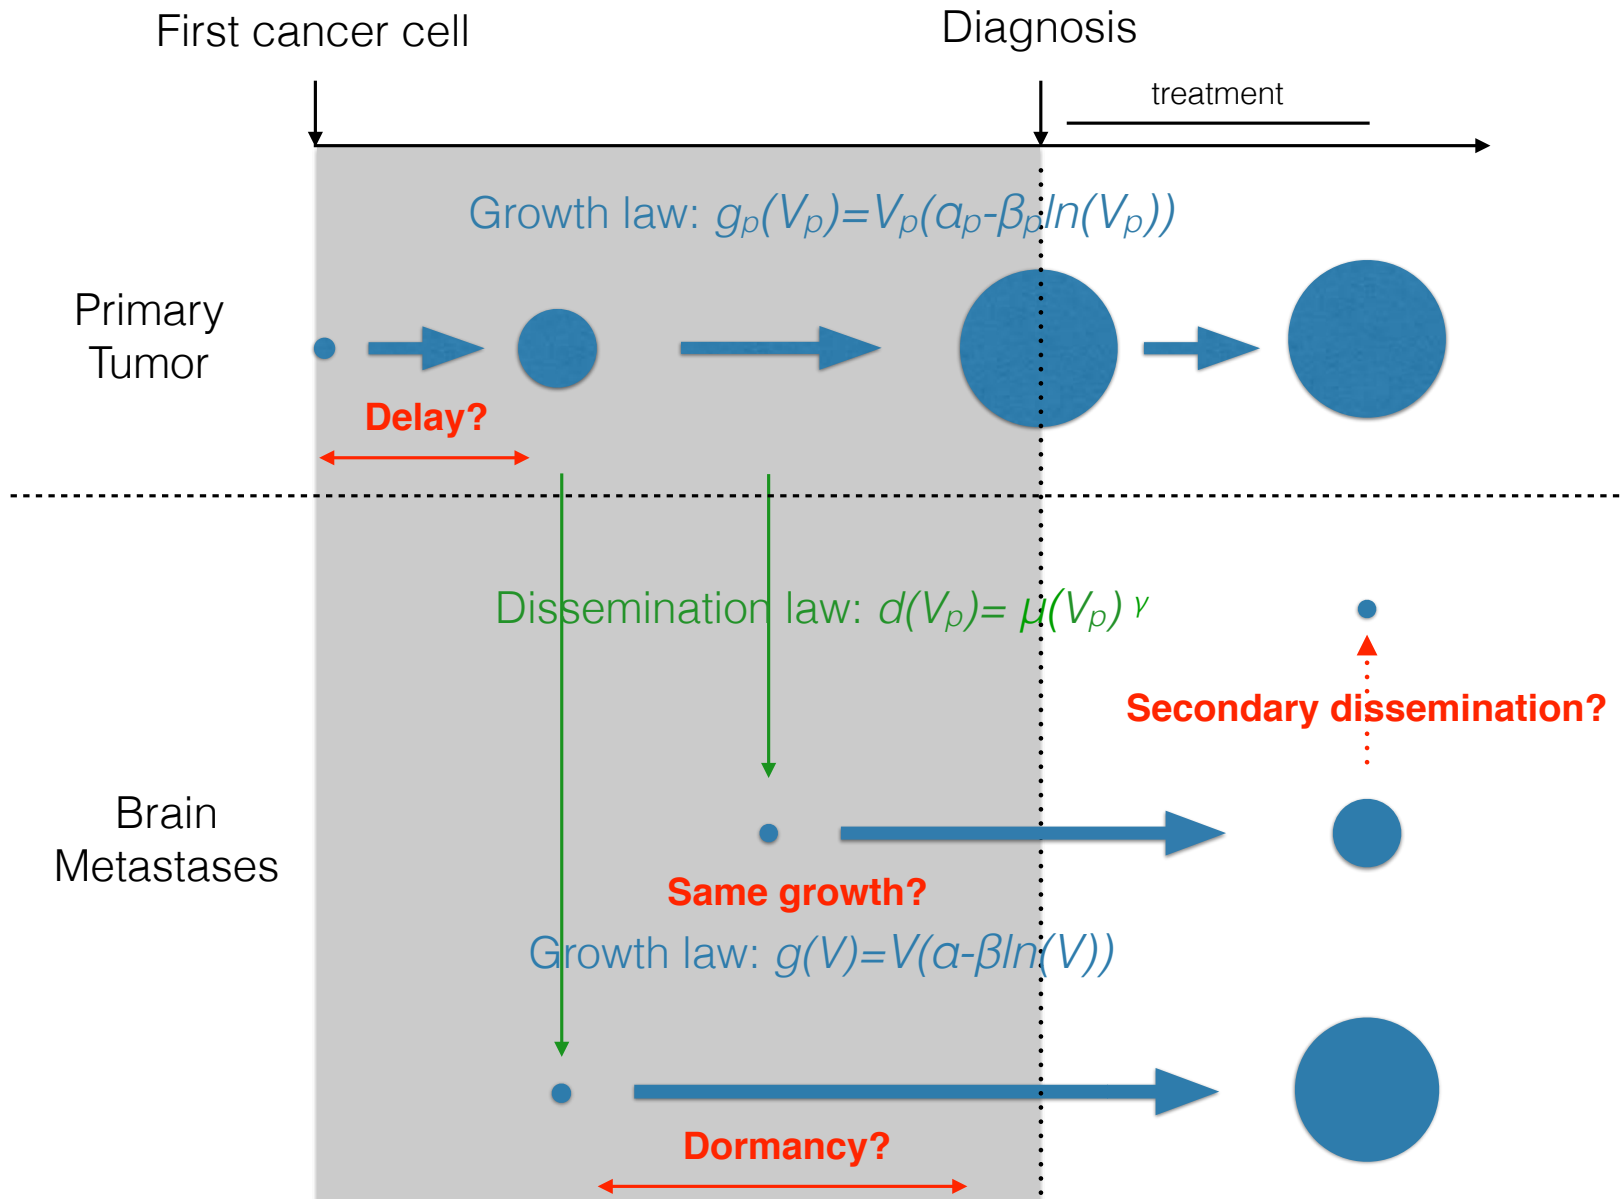 First cancer cell
Diagnosis
treatment
Growth law: gₚ(Vₚ)=Vₚ(αₚ-βₚln(Vₚ))
Primary
Tumor
Delay?
Dissemination law: d(Vₚ)= μ(Vₚ) ᵞ
Secondary dissemination?
Brain
Metastases
Same growth?
Growth law: g(V)=V(α-βln(V))
Dormancy?